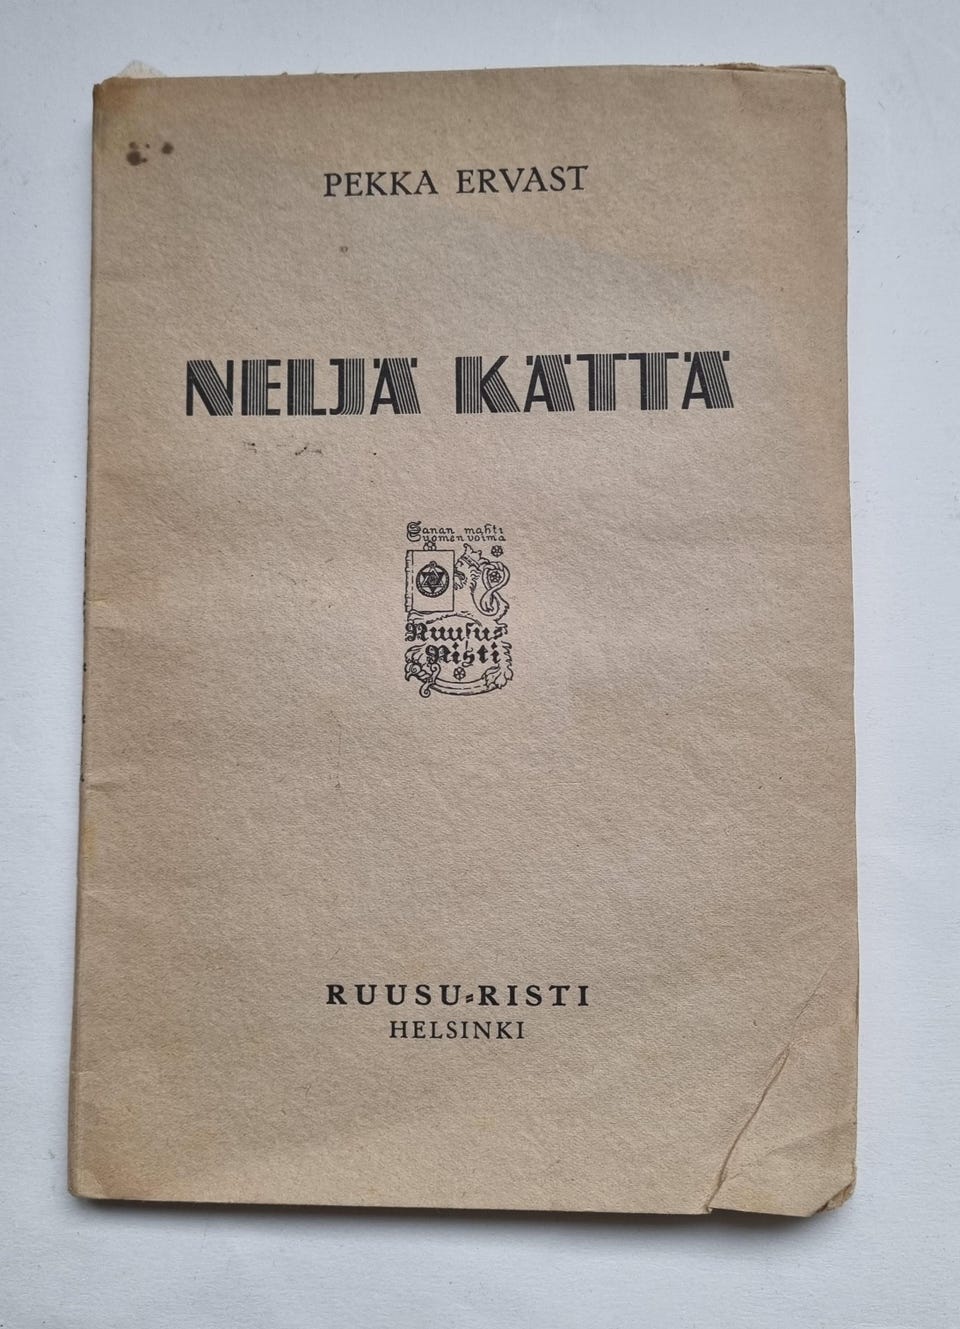 PEKKA ERVAST
NELJÄ KÄTTÄ
Sanan mahti
Suomen voima
Ruusu-
Risti
RUUSU-RISTI
HELSINKI